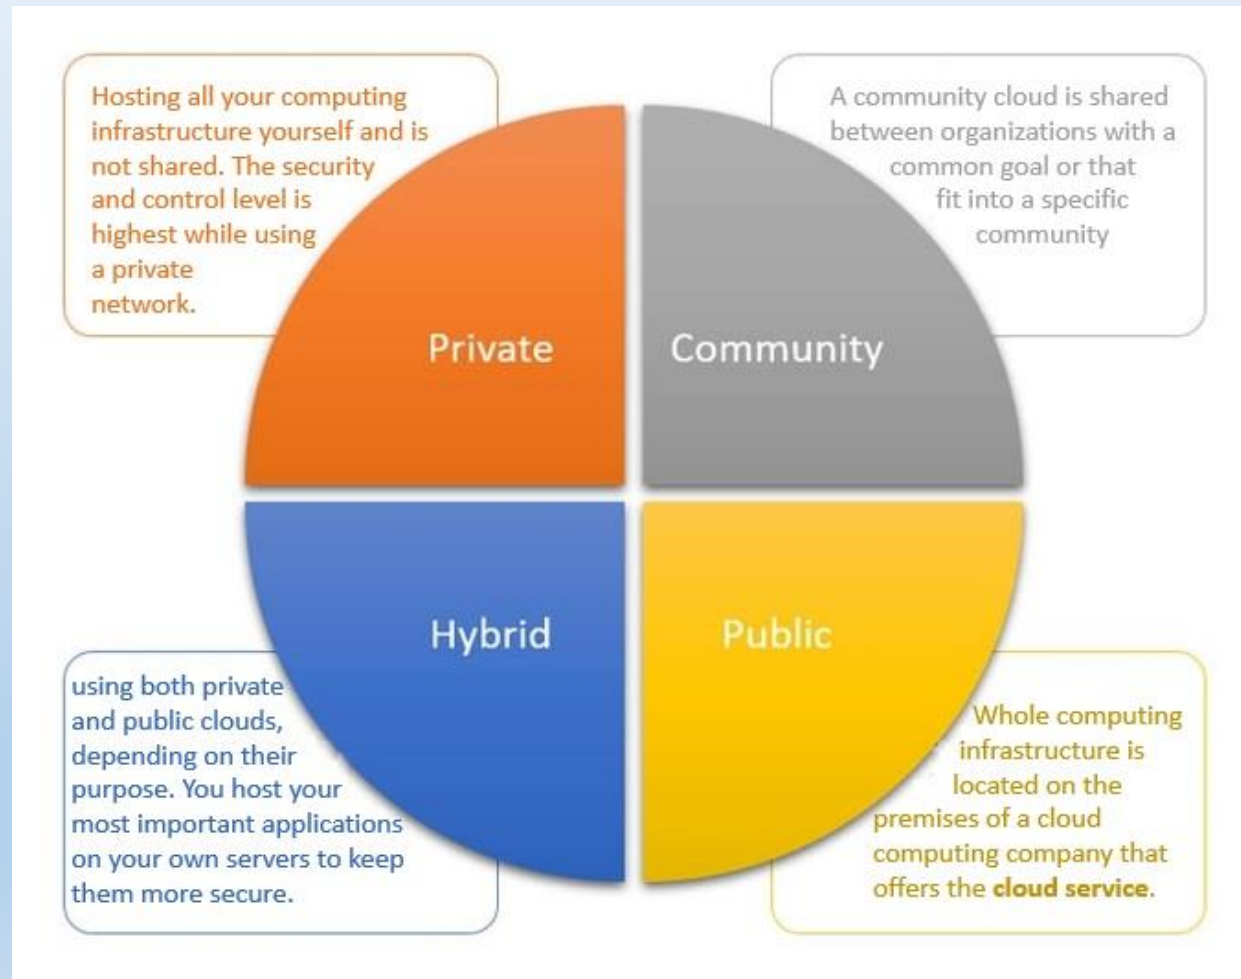 Hosting all your computing
infrastructure yourself and is
not shared. The security
and control level is
highest while using
a private
network.
A community cloud is shared
between organizations with a
common goal or that
fit into a specific
community
Private
Community
Hybrid
Public
using both private
and public clouds,
depending on their
purpose. You host your
most important applications
on your own servers to keep
them more secure.
Whole computing
infrastructure is
located on the
premises of a cloud
computing company that
offers the cloud service.